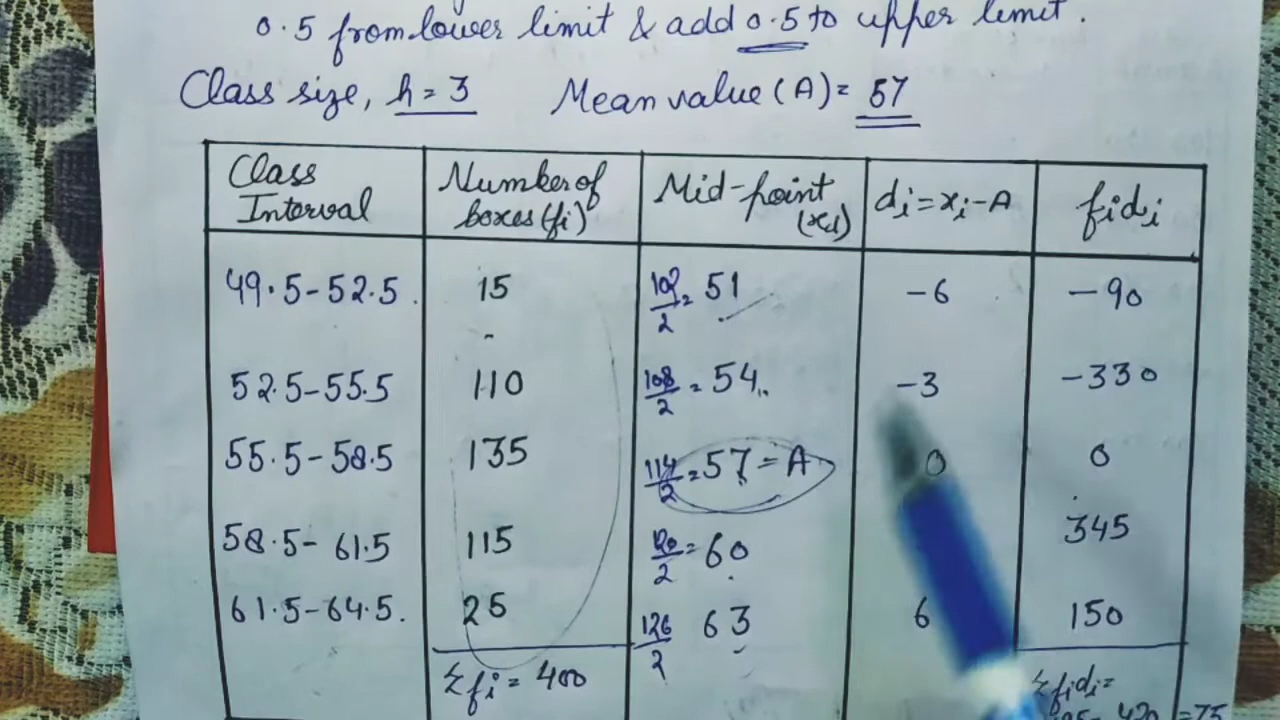 0.5 from lower limit & add 0.5 to upper limit.
Class size, h = 3 Mean value (A) = 57
Class Interval Number of boxes (fi) Mid-point (xi) di = xi - A fidi
49.5-52.5 15 102/2 = 51 -6 -90
52.5-55.5 110 108/2 = 54 -3 -330
55.5-58.5 135 114/2 = 57 = A 0 0
58.5-61.5 115 120/2 = 60 345
61.5-64.5 25 126/2 63 6 150
Σfi = 400 Σfidi =
= 75